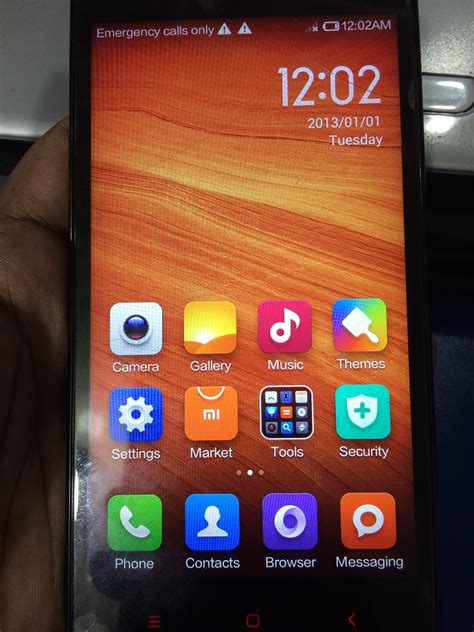 Emergency calls only 12:02AM
12:02
2013/01/01
Tuesday
Camera Gallery Music Themes
mi
Settings Market Tools Security
Phone Contacts Messaging